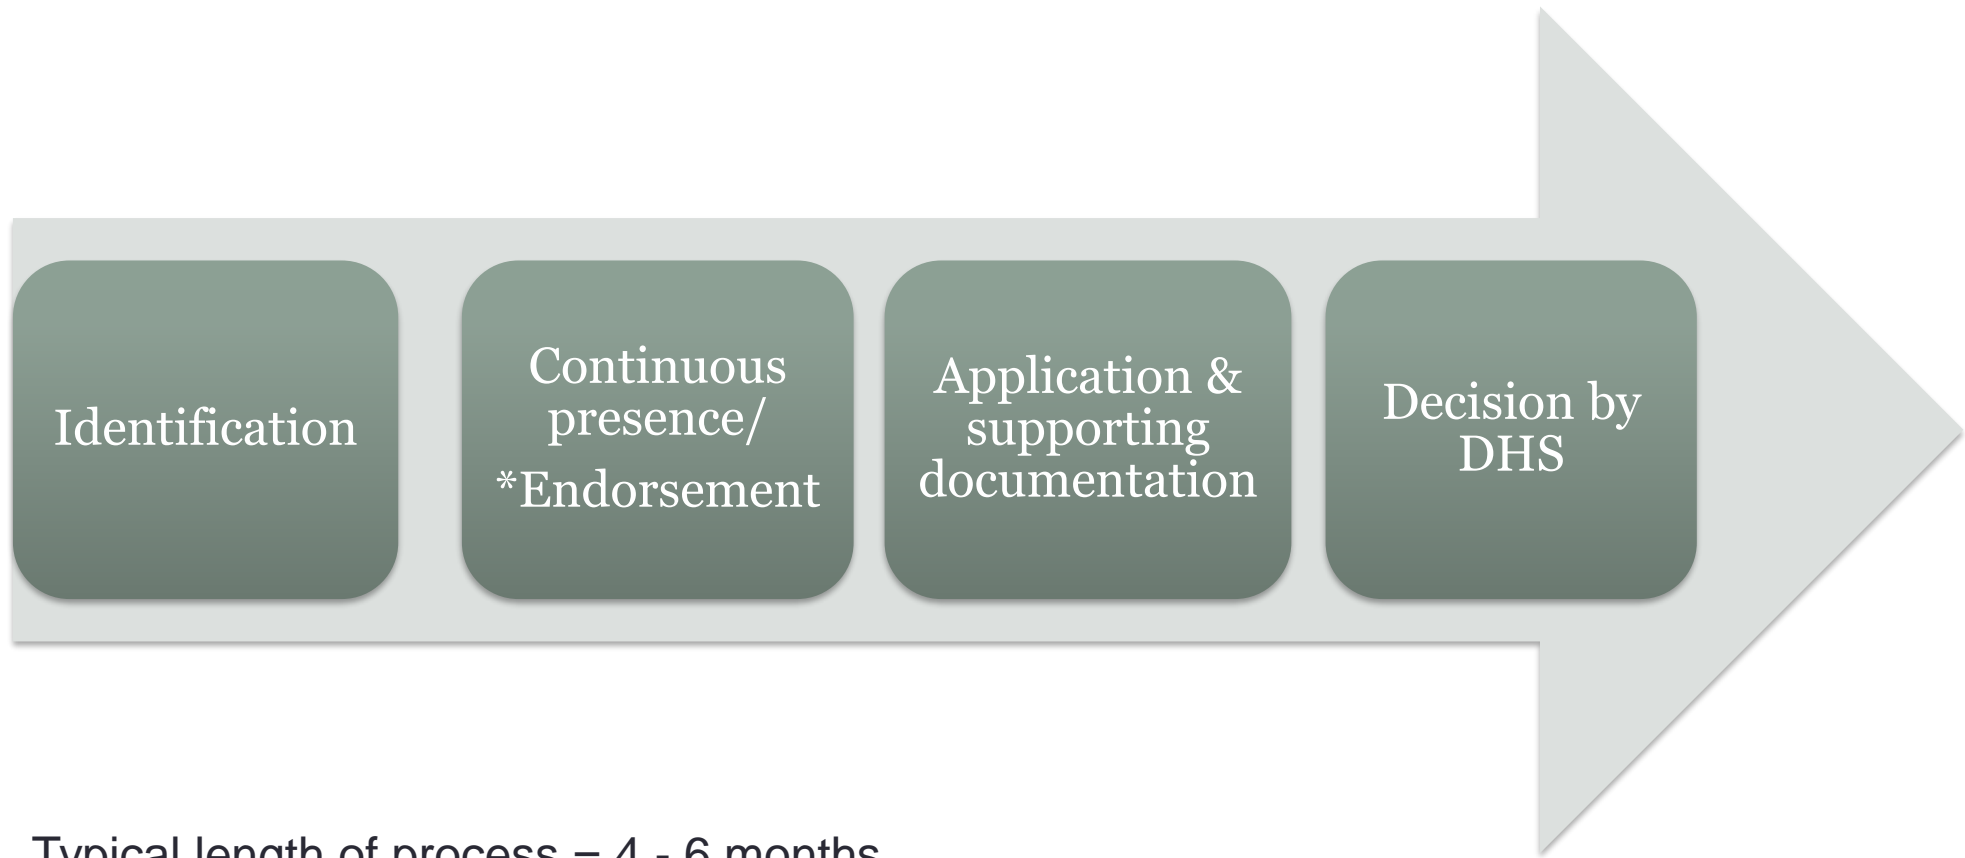 Identification
Continuous
presence/
*Endorsement
Application &
supporting
documentation
Decision by
DHS
Typical length of process = 4 - 6 months